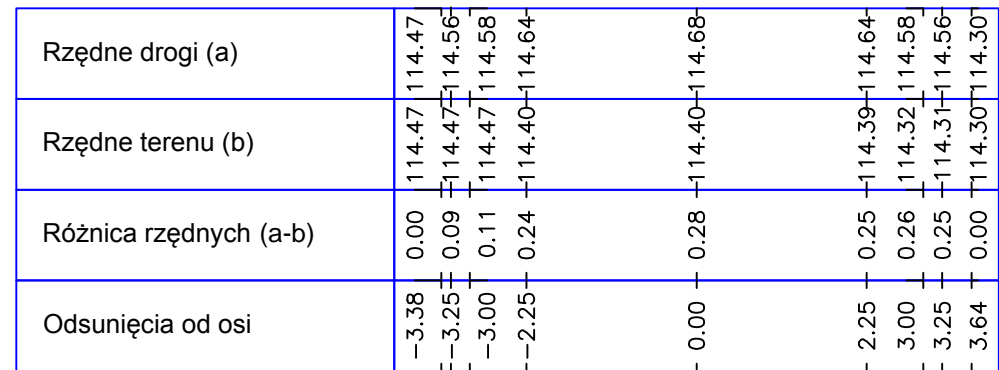 Rzędne drogi (a) 114.47 114.56 114.58 114.64 114.68 114.64 114.58 114.56 114.30
Rzędne terenu (b) 114.47 114.47 114.47 114.40 114.40 114.39 114.32 114.31 114.30
Różnica rzędnych (a-b) 0.00 0.09 0.11 0.24 0.28 0.25 0.26 0.25 0.00
Odsunięcia od osi -3.38 -3.25 -3.00 -2.25 0.00 2.25 3.00 3.25 3.64